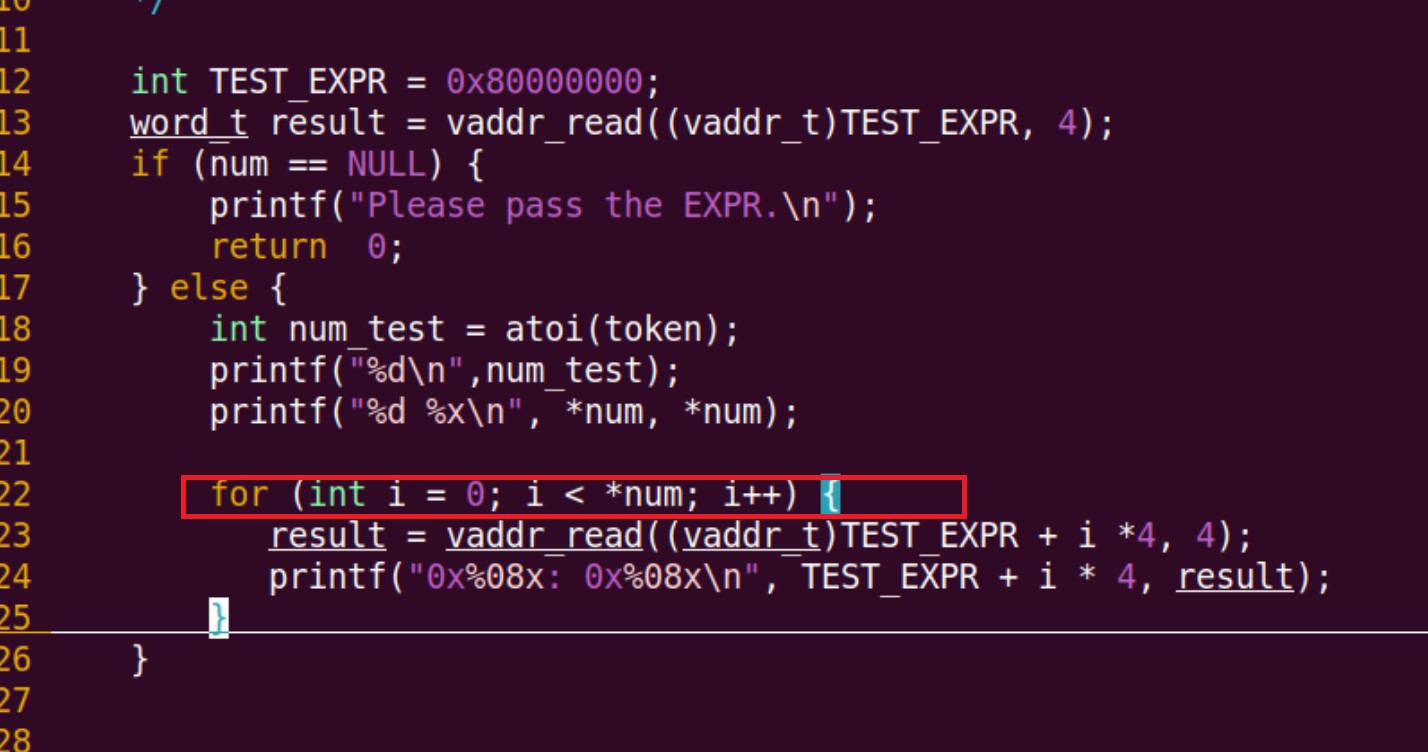 */
11
12 int TEST_EXPR = 0x80000000;
13 word_t result = vaddr_read((vaddr_t)TEST_EXPR, 4);
14 if (num == NULL) {
15 printf("Please pass the EXPR.\n");
16 return  0;
17 } else {
18 int num_test = atoi(token);
19 printf("%d\n",num_test);
20 printf("%d %x\n", *num, *num);
21
22 for (int i = 0; i < *num; i++) {
23 result = vaddr_read((vaddr_t)TEST_EXPR + i *4, 4);
24 printf("0x%08x: 0x%08x\n", TEST_EXPR + i * 4, result);
25 }
26 }
27
28